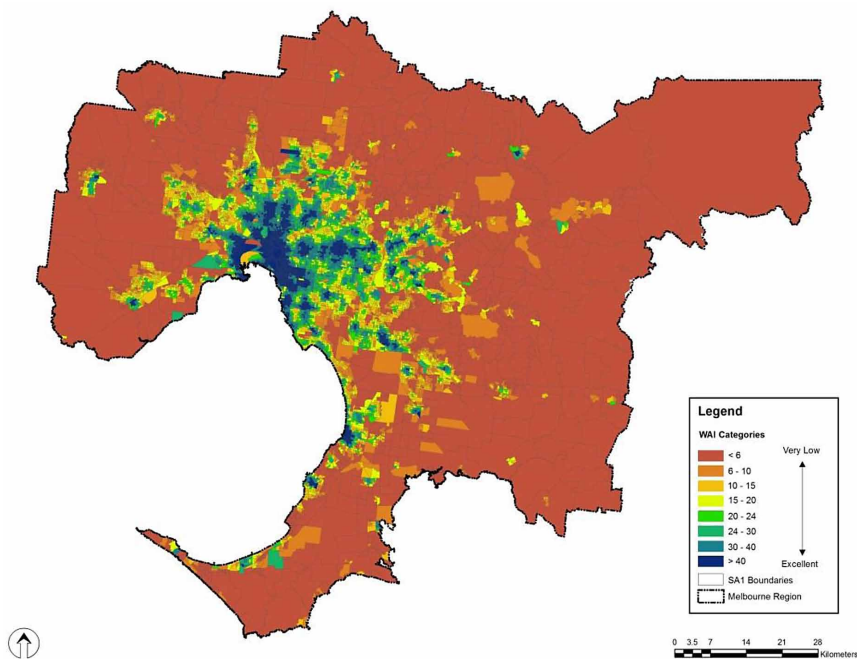 Legend
WAI Categories
< 6
6 - 10
10 - 15
15 - 20
20 - 24
24 - 30
30 - 40
> 40
Very Low
Excellent
SA1 Boundaries
Melbourne Region
0 3.5 7 14 21 28
Kilometers